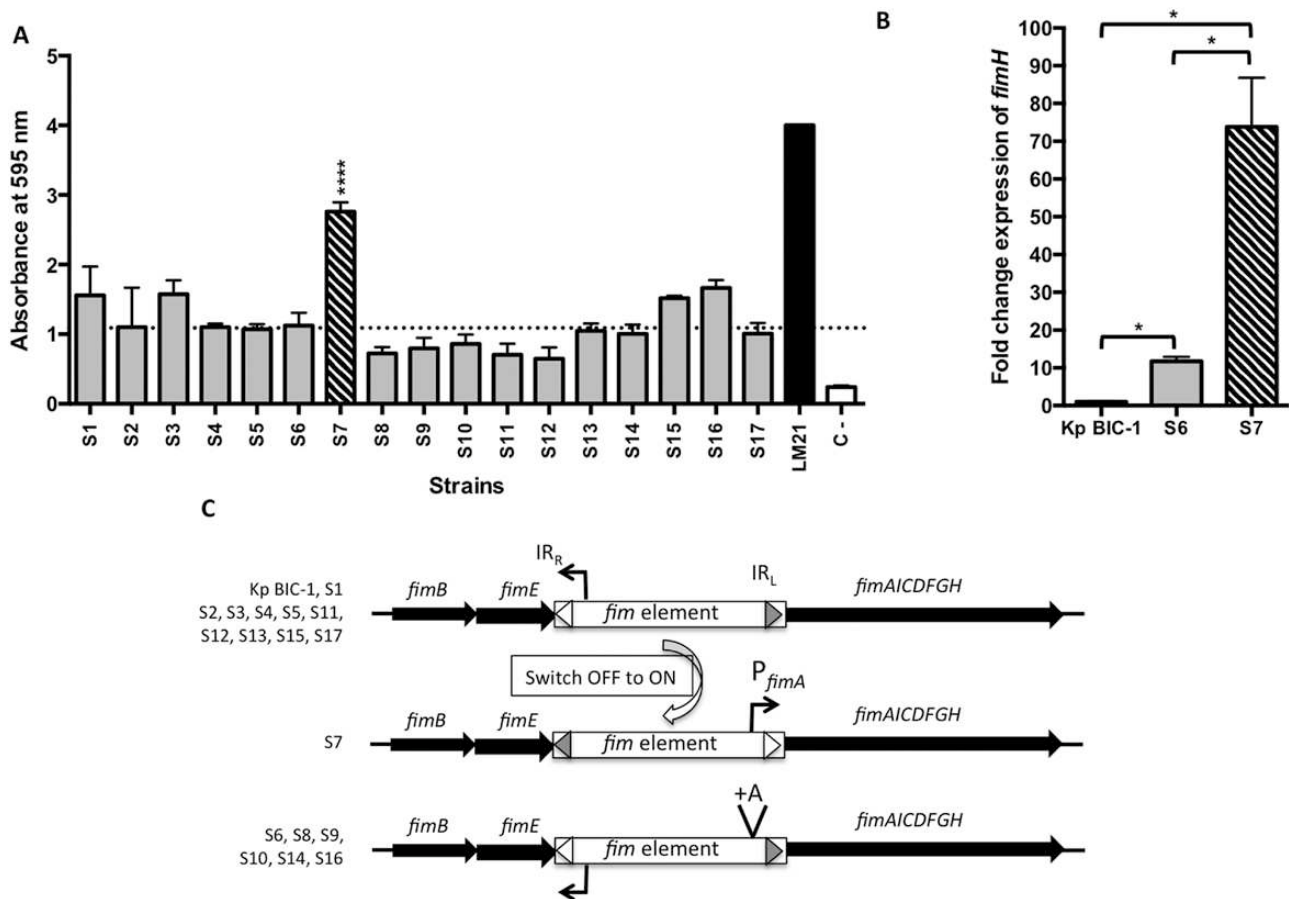 A
Absorbance at 595 nm
5
4
3
2
1
0
****
S1
S2
S3
S4
S5
S6
S7
S8
S9
S10
S11
S12
S13
S14
S15
S16
S17
LM21
C -
Strains
B
Fold change expression of fimH
100
90
80
70
60
50
40
30
20
10
0
*
*
*
Kp BIC-1
S6
S7
C
Kp BIC-1, S1
S2, S3, S4, S5, S11,
S12, S13, S15, S17
fimB
fimE
IRR
fim element
IRL
fimAICDFGH
Switch OFF to ON
S7
fimB
fimE
fim element
PfimA
fimAICDFGH
S6, S8, S9,
S10, S14, S16
fimB
fimE
fim element
+A
fimAICDFGH